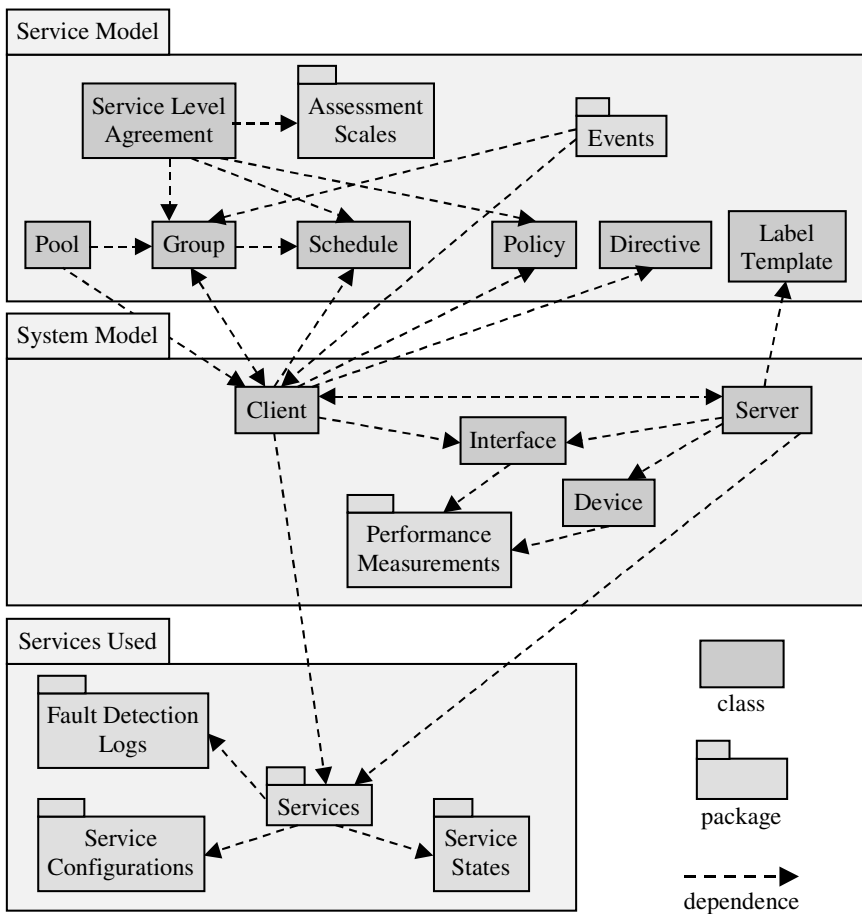 Service Model
Service Level
Agreement
Assessment
Scales
Events
Pool
Group
Schedule
Policy
Directive
Label
Template
System Model
Client
Server
Interface
Device
Performance
Measurements
Services Used
Fault Detection
Logs
Services
Service
Configurations
Service
States
class
package
dependence